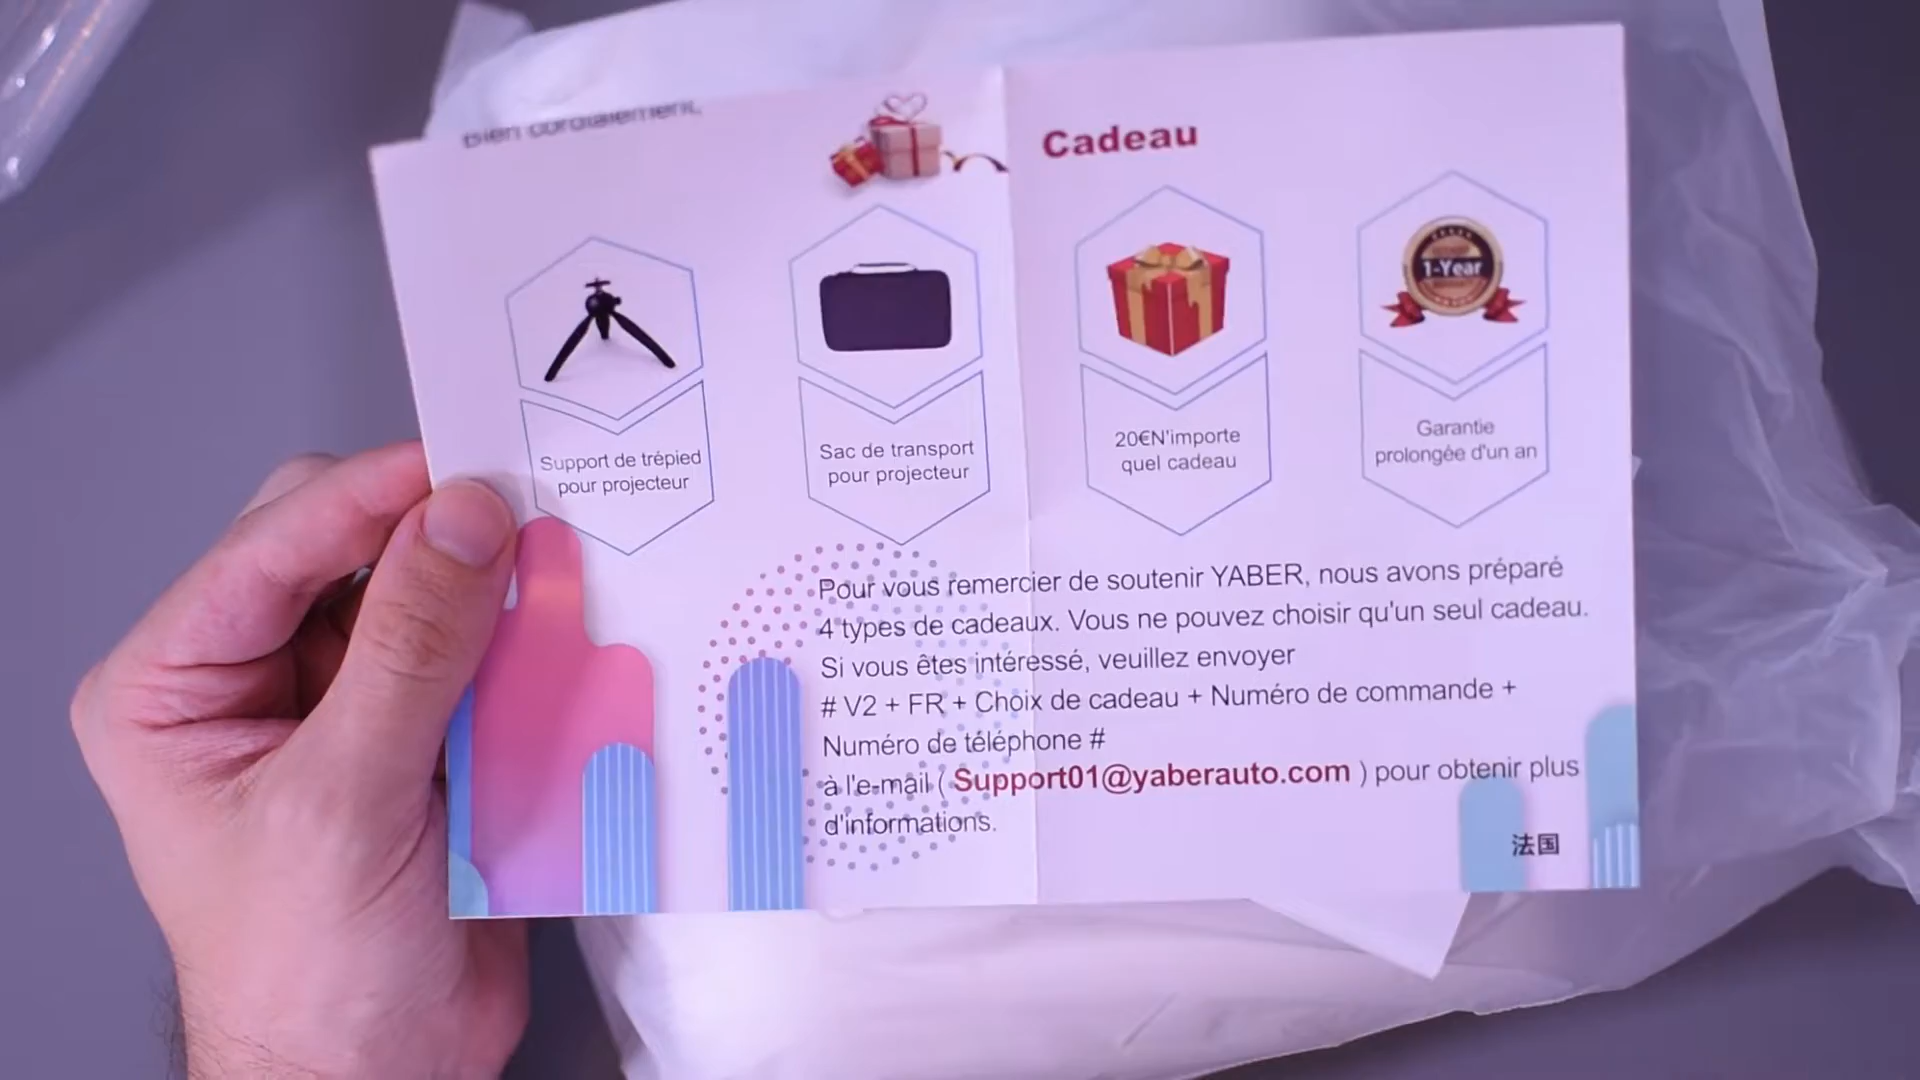 Bien cordialement,
Cadeau
1-Year
Support de trépied
pour projecteur
Sac de transport
pour projecteur
20€N'importe
quel cadeau
Garantie
prolongée d'un an
Pour vous remercier de soutenir YABER, nous avons préparé
4 types de cadeaux. Vous ne pouvez choisir qu'un seul cadeau.
Si vous êtes intéressé, veuillez envoyer
# V2 + FR + Choix de cadeau + Numéro de commande +
Numéro de téléphone #
à l'e-mail ( Support01@yaberauto.com ) pour obtenir plus
d'informations.
法国